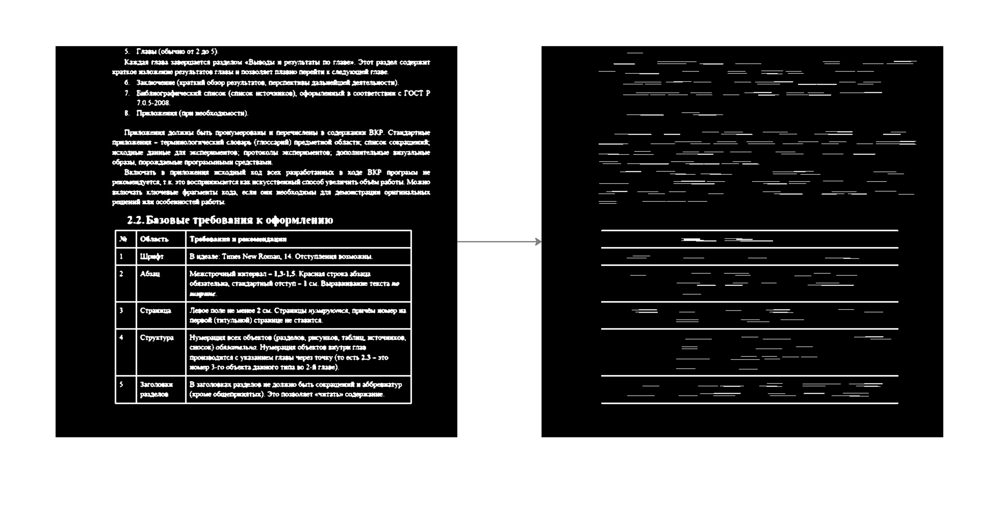 5. Главы (обычно от 2 до 5).
Каждая глава завершается разделом «Выводы и результаты по главе». Этот раздел содержит
краткое изложение результатов главы и позволяет плавно перейти к следующей главе.
6. Заключение (краткий обзор результатов, перспективы дальнейшей деятельности).
7. Библиографический список (список источников), оформленный в соответствии с ГОСТ Р
7.0.5-2008.
8. Приложения (при необходимости).
Приложения должны быть пронумерованы и перечислены в содержании ВКР. Стандартные
приложения – терминологический словарь (глоссарий) предметной области; список сокращений;
исходные данные для экспериментов; протоколы экспериментов; дополнительные визуальные
образы, порождаемые программными средствами.
Включать в приложения исходный код всех разработанных в ходе ВКР программ не
рекомендуется, т.к. это воспринимается как искусственный способ увеличить объём работы. Можно
включать ключевые фрагменты кода, если они необходимы для демонстрации оригинальных
решений или особенностей работы.
2.2. Базовые требования к оформлению
№ Область Требования и рекомендации
1 Шрифт В идеале: Times New Roman, 14. Отступления возможны.
2 Абзац Межстрочный интервал – 1,3-1,5. Красная строка абзаца
обязательна, стандартный отступ – 1 см. Выравнивание текста по
ширине.
3 Страница Левое поле не менее 2 см. Страницы нумеруются, причём номер на
первой (титульной) странице не ставится.
4 Структура Нумерация всех объектов (разделов, рисунков, таблиц, источников,
сносок) обязательна. Нумерация объектов внутри глав
производится с указанием главы через точку (то есть 2.3 – это
номер 3-го объекта данного типа во 2-й главе).
5 Заголовки В заголовках разделов не должно быть сокращений и аббревиатур
разделов (кроме общепринятых). Это позволяет «читать» содержание.